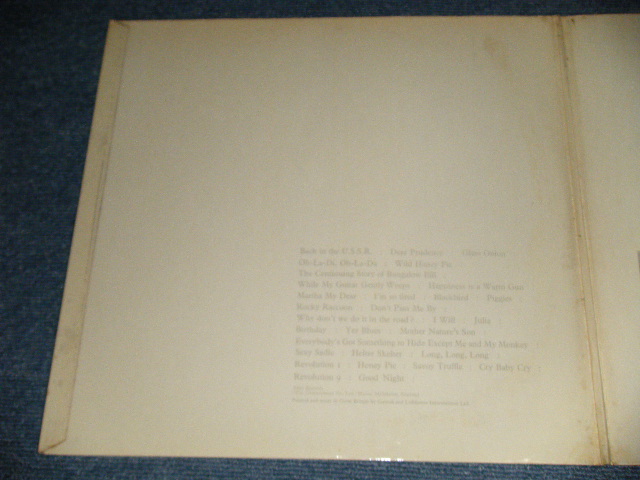 Back in the U.S.S.R. : Dear Prudence : Glass Onion
Ob-La-Di, Ob-La-Da : Wild Honey Pie
The Continuing Story of Bungalow Bill
While My Guitar Gently Weeps : Happiness is a Warm Gun
Martha My Dear : I'm so tired : Blackbird : Piggies
Rocky Raccoon : Don't Pass Me By :
Why don't we do it in the road? : I Will : Julia :
Birthday : Yer Blues : Mother Nature's Son :
Everybody's Got Something to Hide Except Me and My Monkey
Sexy Sadie : Helter Skelter : Long, Long, Long :
Revolution 1 : Honey Pie : Savoy Truffle : Cry Baby Cry
Revolution 9 : Good Night /